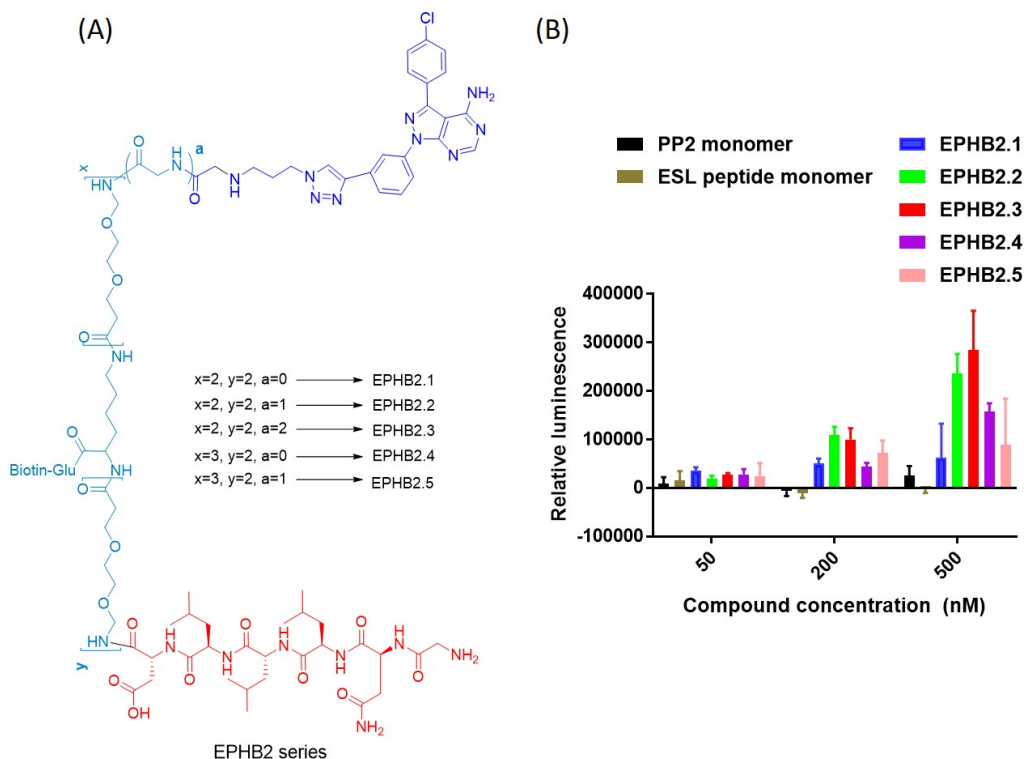 (A)
(B)
Cl
NH₂
N
N
N
N
N
O
H
N
a
x
HN
O
N
H
N
N=N
O
O
O
NH
O
Biotin-Glu
NH
O
O
O
HN
y
x=2, y=2, a=0 → EPHB2.1
x=2, y=2, a=1 → EPHB2.2
x=2, y=2, a=2 → EPHB2.3
x=3, y=2, a=0 → EPHB2.4
x=3, y=2, a=1 → EPHB2.5
O
H
N
O
N
H
O
H
N
O
N
H
O
H
N
O
NH₂
O
OH
O
NH₂
EPHB2 series
PP2 monomer
ESL peptide monomer
EPHB2.1
EPHB2.2
EPHB2.3
EPHB2.4
EPHB2.5
Relative luminescence
400000
300000
200000
100000
0
-100000
50
200
500
Compound concentration (nM)